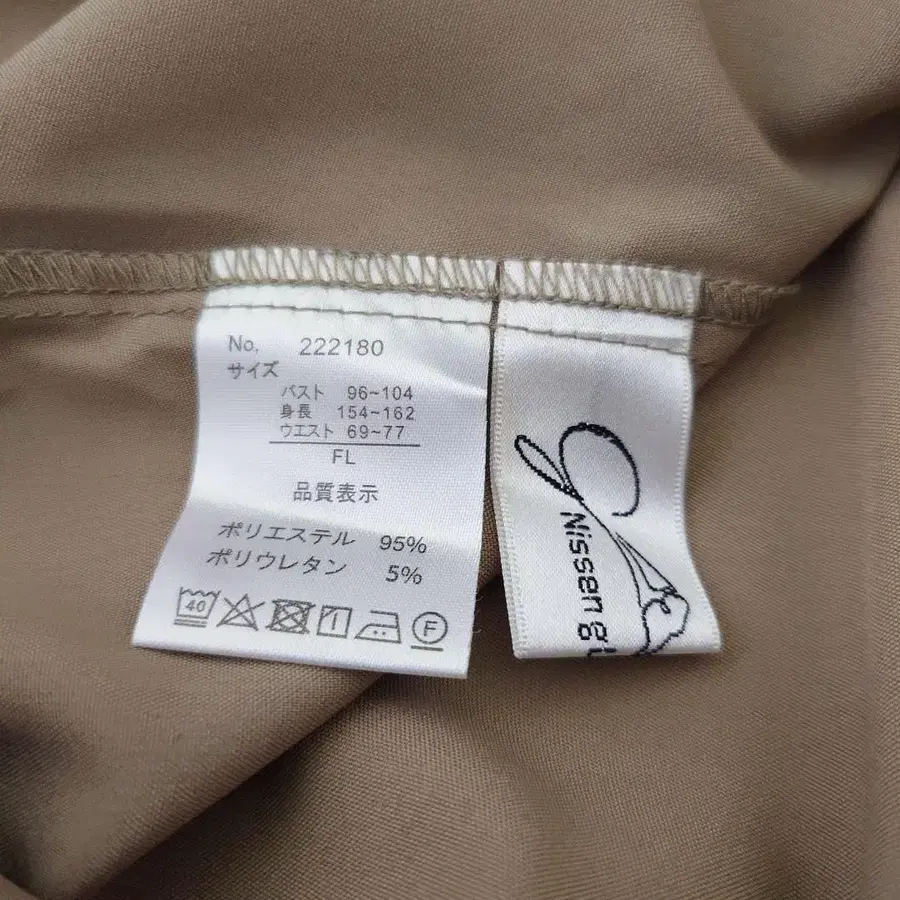 No. 222180
サイズ
バスト 96~104
身長 154~162
ウエスト 69~77
FL
品質表示
ポリエステル 95%
ポリウレタン 5%
40
F
Nissen